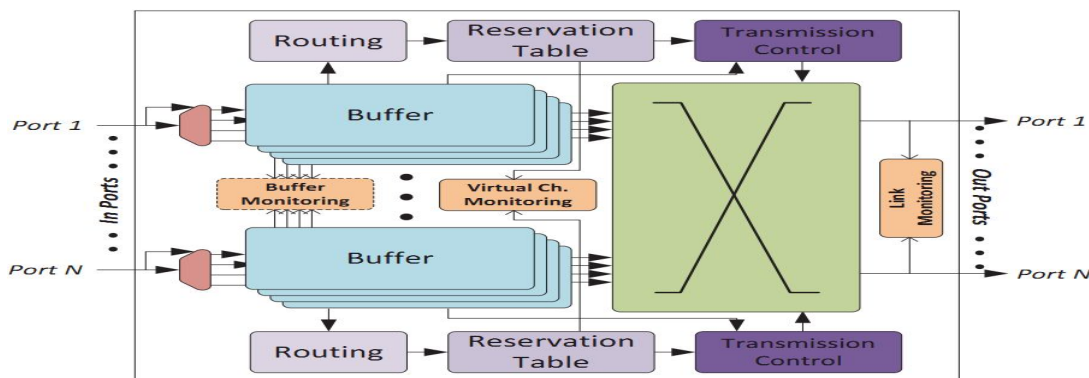 Routing
Reservation
Table
Transmission
Control
Port 1
Buffer
Port 1
In Ports
Buffer
Monitoring
Virtual Ch.
Monitoring
Link
Monitoring
Out Ports
Port N
Buffer
Port N
Routing
Reservation
Table
Transmission
Control